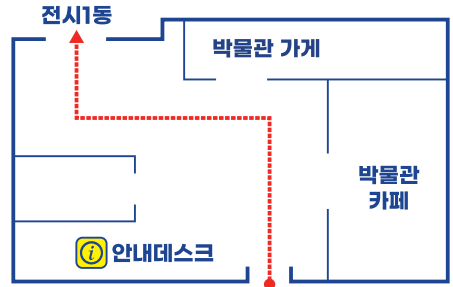 전시1동
박물관 가게
박물관
카페
i 안내데스크